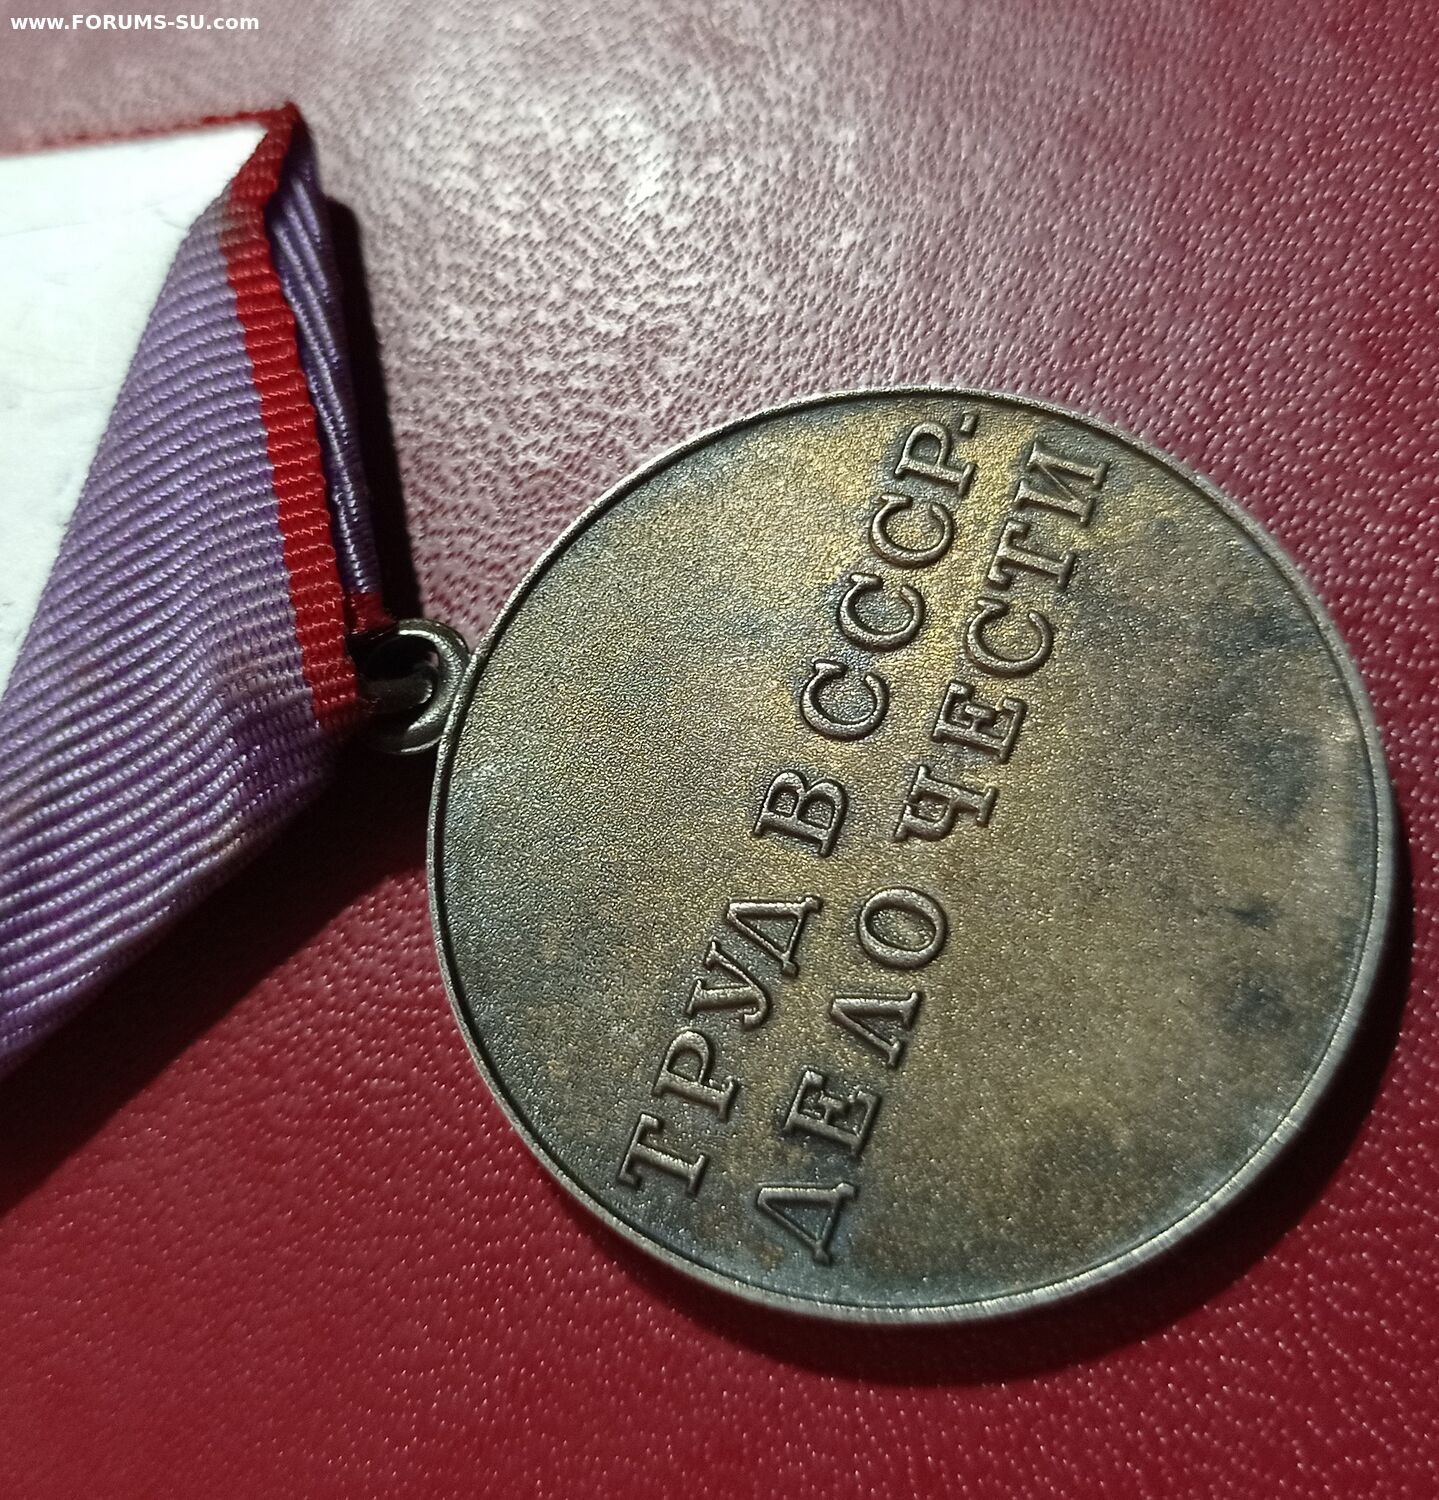 www.FORUMS-SU.com
ТРУД В СССР-
ДЕЛО ЧЕСТИ